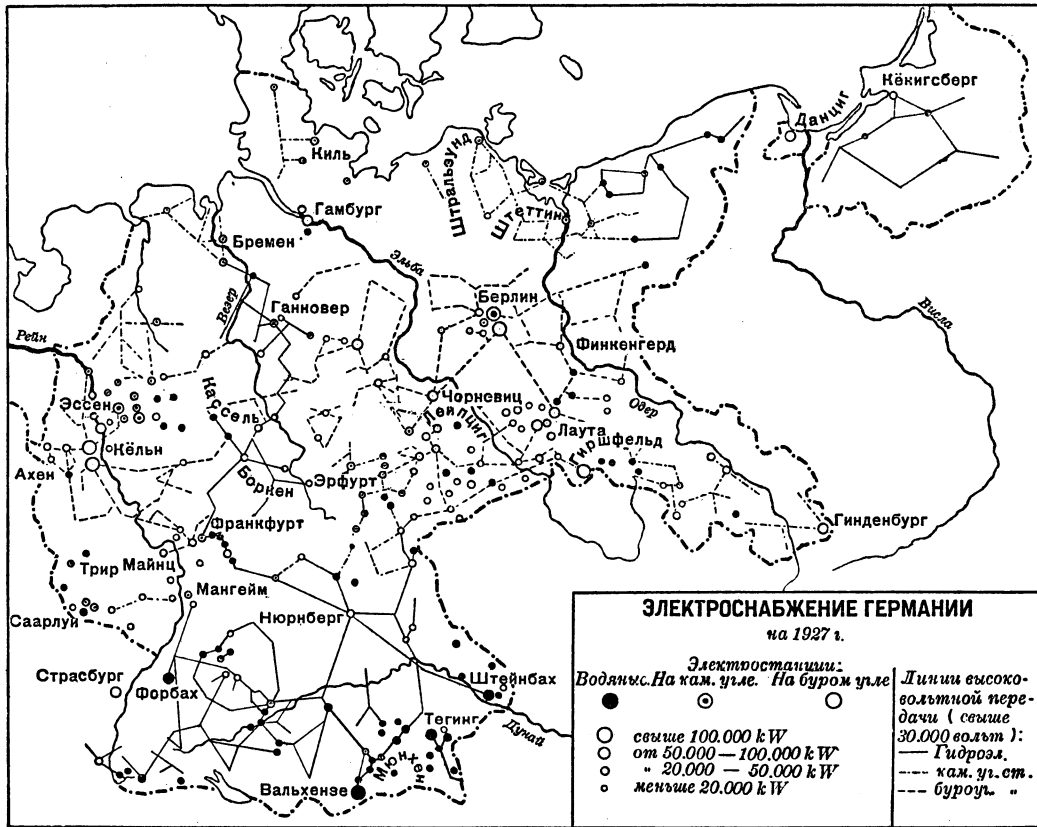 Кёкигсберг
Данциг
Киль
Штральзунд
Штеттин
Гамбург
Бремен
Эльба
Везер
Ганновер
Берлин
Висла
Рейн
Финкенгерд
Эссен
Кассель
Чорневиц
Лейпциг
Одер
Лаута
Гиршфельд
Кёльн
Ахен
Боркен
Эрфурт
Франкфурт
Гинденбург
Трир
Майнц
Мангейм
Саарлуи
Нюрнберг
Страсбург
Форбах
Штейнбах
Дунай
Тегинг
Мюнхен
Вальхензе
ЭЛЕКТРОСНАБЖЕНИЕ ГЕРМАНИИ
на 1927 г.
Электростанции:
Водяные. На кам. угле. На буром угле
свыше 100.000 kW
от 50.000 — 100.000 kW
" 20.000 — 50.000 kW
меньше 20.000 kW
Линии высоко-
вольтной пере-
дачи ( свыше
30.000 вольт ):
Гидроэл.
кам. уг. ст.
буроуг. "